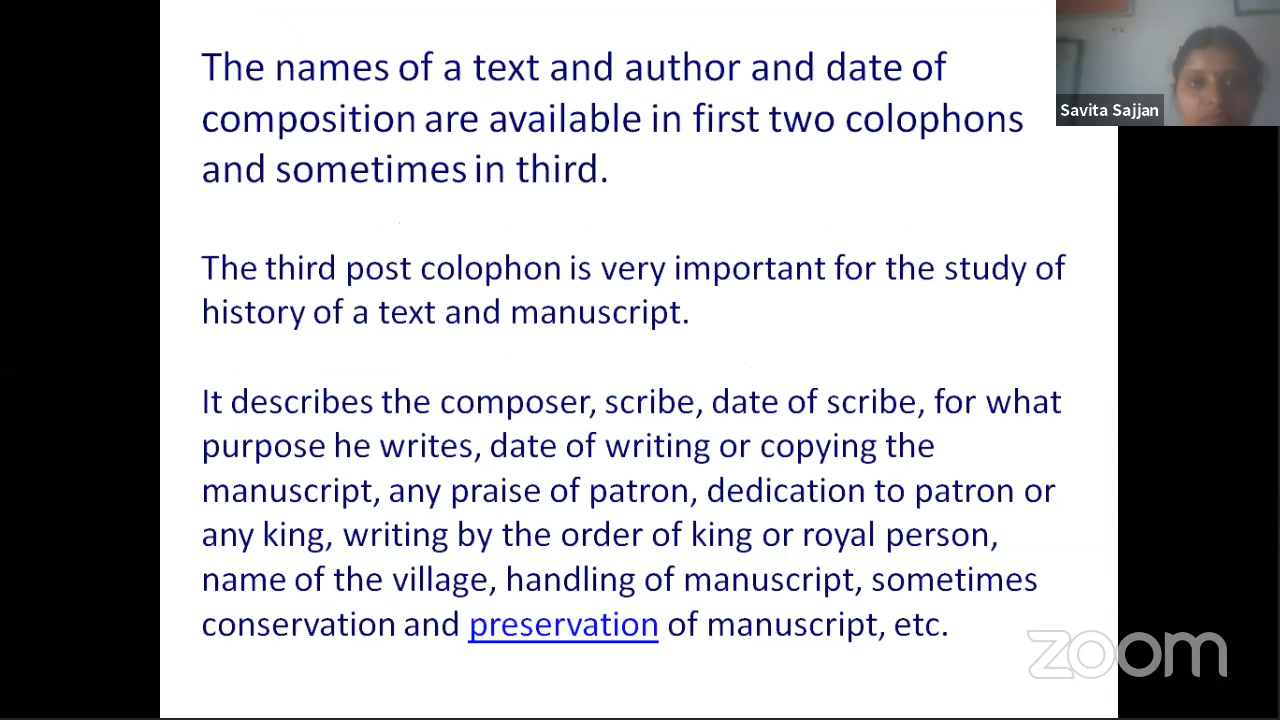 The names of a text and author and date of
composition are available in first two colophons
and sometimes in third.
The third post colophon is very important for the study of
history of a text and manuscript.
It describes the composer, scribe, date of scribe, for what
purpose he writes, date of writing or copying the
manuscript, any praise of patron, dedication to patron or
any king, writing by the order of king or royal person,
name of the village, handling of manuscript, sometimes
conservation and preservation of manuscript, etc.
Savita Sajjan
zoom